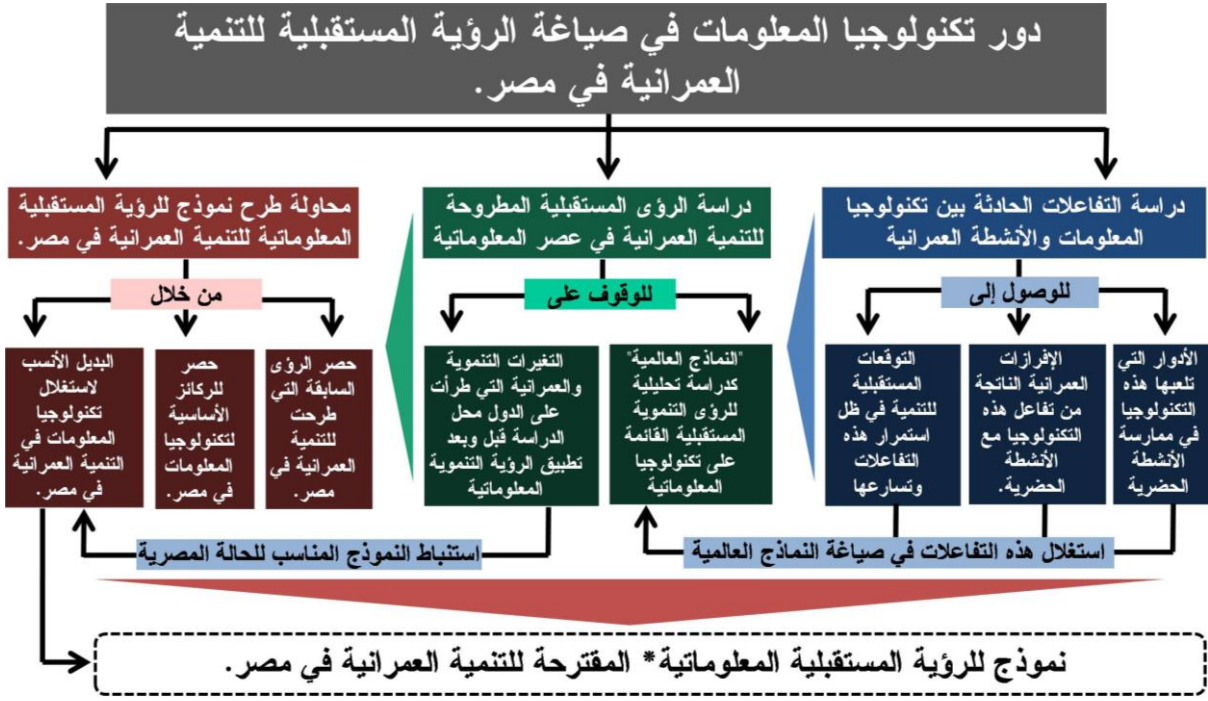 دور تكنولوجيا المعلومات في صياغة الرؤية المستقبلية للتنمية
العمرانية في مصر.
دراسة التفاعلات الحادثة بين تكنولوجيا
المعلومات والأنشطة العمرانية
دراسة الرؤى المستقبلية المطروحة
للتنمية العمرانية في عصر المعلوماتية
محاولة طرح نموذج للرؤية المستقبلية
المعلوماتية للتنمية العمرانية في مصر.
للوصول إلى
للوقوف على
من خلال
الأدوار التي
تلعبها هذه
التكنولوجيا
في ممارسة
الأنشطة
الحضرية
الإفرازات
العمرانية الناتجة
من تفاعل هذه
التكنولوجيا مع
الأنشطة
الحضرية.
التوقعات
المستقبلية
للتنمية في ظل
استمرار هذه
التفاعلات
وتسارعها
"النماذج العالمية"
كدراسة تحليلية
للرؤى التنموية
المستقبلية القائمة
على تكنولوجيا
المعلوماتية
التغيرات التنموية
والعمرانية التي طرأت
على الدول محل
الدراسة قبل وبعد
تطبيق الرؤية التنموية
المعلوماتية
حصر الرؤى
السابقة التي
طرحت
للتنمية
العمرانية في
مصر.
حصر
للركائز
الأساسية
لتكنولوجيا
المعلومات
في مصر.
البديل الأنسب
لاستغلال
تكنولوجيا
المعلومات في
التنمية العمرانية
في مصر.
استغلال هذه التفاعلات في صياغة النماذج العالمية
استنباط النموذج المناسب للحالة المصرية
نموذج للرؤية المستقبلية المعلوماتية* المقترحة للتنمية العمرانية في مصر.